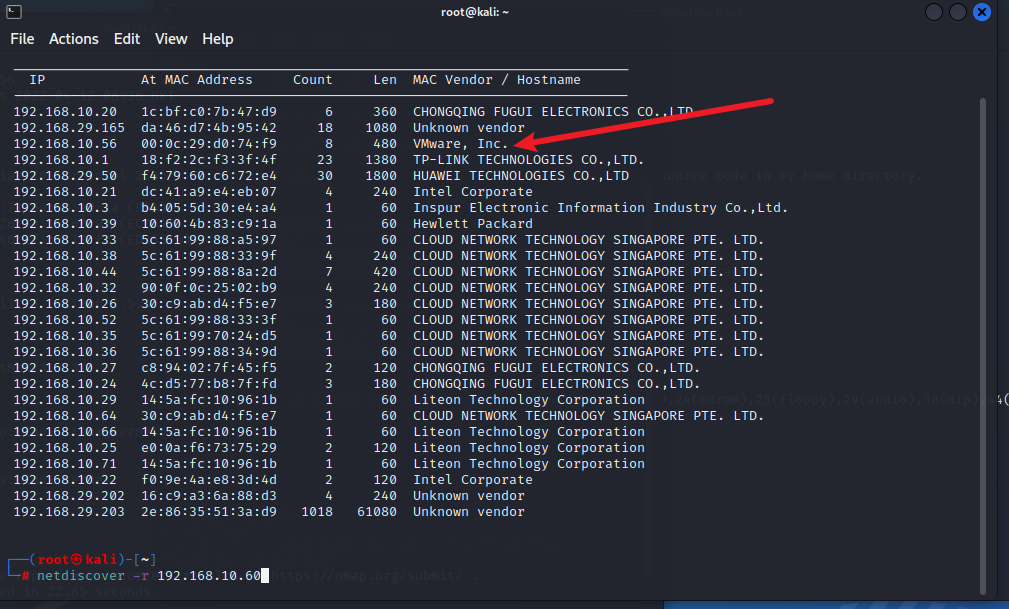 root@kali: ~
File Actions Edit View Help
IP At MAC Address Count Len MAC Vendor / Hostname
192.168.10.20 1c:bf:c0:7b:47:d9 6 360 CHONGQING FUGUI ELECTRONICS CO.,LTD.
192.168.29.165 da:46:d7:4b:95:42 18 1080 Unknown vendor
192.168.10.56 00:0c:29:d0:74:f9 8 480 VMware, Inc.
192.168.10.1 18:f2:2c:f3:3f:4f 23 1380 TP-LINK TECHNOLOGIES CO.,LTD.
192.168.29.50 f4:79:60:c6:72:e4 30 1800 HUAWEI TECHNOLOGIES CO.,LTD
192.168.10.21 dc:41:a9:e4:eb:07 4 240 Intel Corporate
192.168.10.3 b4:05:5d:30:e4:a4 1 60 Inspur Electronic Information Industry Co.,Ltd.
192.168.10.39 10:60:4b:83:c9:1a 1 60 Hewlett Packard
192.168.10.33 5c:61:99:88:a5:97 1 60 CLOUD NETWORK TECHNOLOGY SINGAPORE PTE. LTD.
192.168.10.38 5c:61:99:88:33:9f 4 240 CLOUD NETWORK TECHNOLOGY SINGAPORE PTE. LTD.
192.168.10.44 5c:61:99:88:8a:2d 7 420 CLOUD NETWORK TECHNOLOGY SINGAPORE PTE. LTD.
192.168.10.32 90:0f:0c:25:02:b9 4 240 CLOUD NETWORK TECHNOLOGY SINGAPORE PTE. LTD.
192.168.10.26 30:c9:ab:d4:f5:e7 3 180 CLOUD NETWORK TECHNOLOGY SINGAPORE PTE. LTD.
192.168.10.52 5c:61:99:88:33:3f 1 60 CLOUD NETWORK TECHNOLOGY SINGAPORE PTE. LTD.
192.168.10.35 5c:61:99:70:24:d5 1 60 CLOUD NETWORK TECHNOLOGY SINGAPORE PTE. LTD.
192.168.10.36 5c:61:99:88:34:9d 1 60 CLOUD NETWORK TECHNOLOGY SINGAPORE PTE. LTD.
192.168.10.27 c8:94:02:7f:45:f5 2 120 CHONGQING FUGUI ELECTRONICS CO.,LTD.
192.168.10.24 4c:d5:77:b8:7f:fd 3 180 CHONGQING FUGUI ELECTRONICS CO.,LTD.
192.168.10.29 14:5a:fc:10:96:1b 1 60 Liteon Technology Corporation
192.168.10.64 30:c9:ab:d4:f5:e7 1 60 CLOUD NETWORK TECHNOLOGY SINGAPORE PTE. LTD.
192.168.10.66 14:5a:fc:10:96:1b 1 60 Liteon Technology Corporation
192.168.10.25 e0:0a:f6:73:75:29 2 120 Liteon Technology Corporation
192.168.10.71 14:5a:fc:10:96:1b 1 60 Liteon Technology Corporation
192.168.10.22 f0:9e:4a:e8:3d:4d 2 120 Intel Corporate
192.168.29.202 16:c9:a3:6a:88:d3 4 240 Unknown vendor
192.168.29.203 2e:86:35:51:3a:d9 1018 61080 Unknown vendor
(root㉿kali)-[~]
# netdiscover -r 192.168.10.60